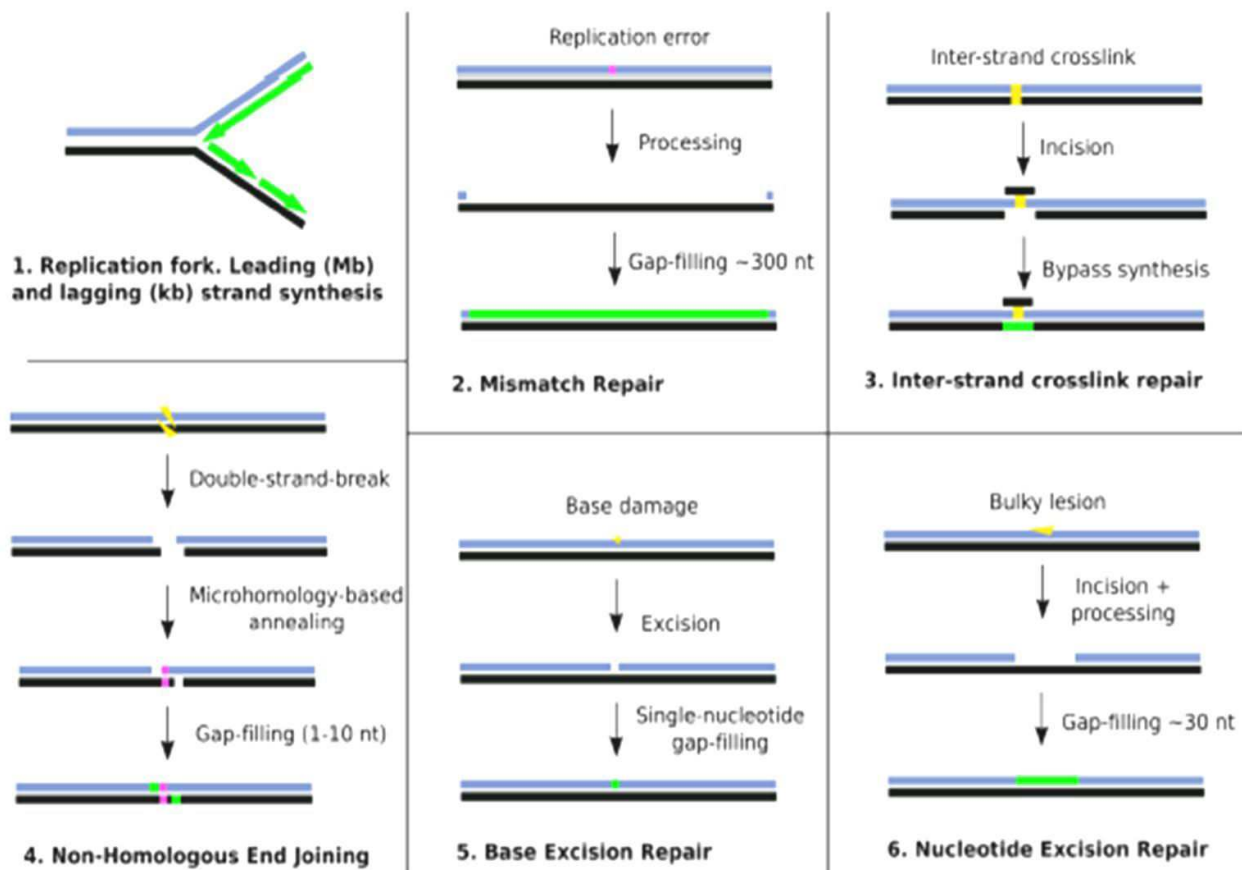 1. Replication fork. Leading (Mb)
and lagging (kb) strand synthesis
Replication error
Processing
Gap-filling ~300 nt
2. Mismatch Repair
Inter-strand crosslink
Incision
Bypass synthesis
3. Inter-strand crosslink repair
Double-strand-break
Microhomology-based
annealing
Gap-filling (1-10 nt)
4. Non-Homologous End Joining
Base damage
Excision
Single-nucleotide
gap-filling
5. Base Excision Repair
Bulky lesion
Incision +
processing
Gap-filling ~30 nt
6. Nucleotide Excision Repair